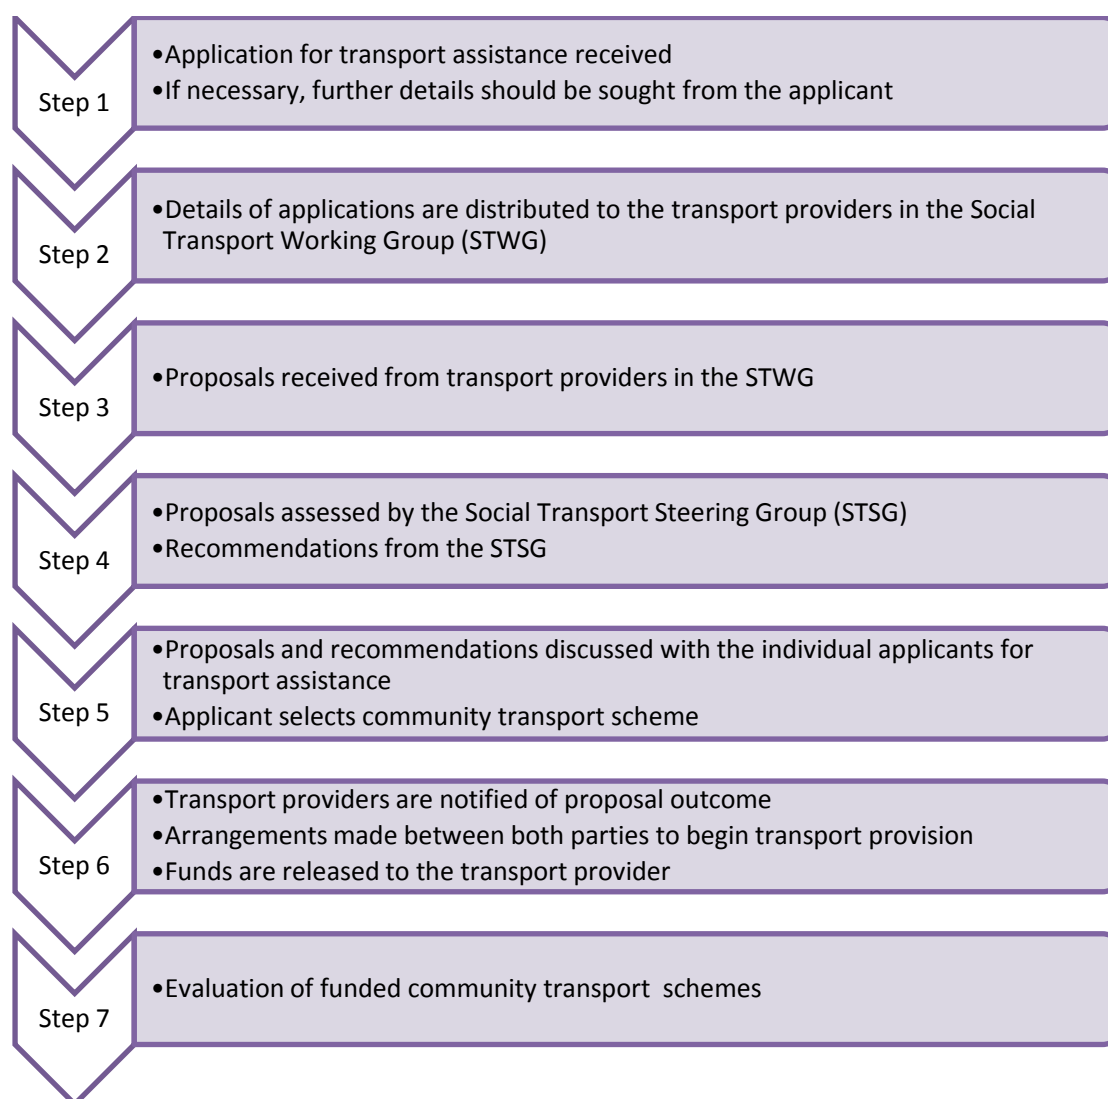 Step 1
•Application for transport assistance received
•If necessary, further details should be sought from the applicant
Step 2
•Details of applications are distributed to the transport providers in the Social
Transport Working Group (STWG)
Step 3
•Proposals received from transport providers in the STWG
Step 4
•Proposals assessed by the Social Transport Steering Group (STSG)
•Recommendations from the STSG
Step 5
•Proposals and recommendations discussed with the individual applicants for
transport assistance
•Applicant selects community transport scheme
Step 6
•Transport providers are notified of proposal outcome
•Arrangements made between both parties to begin transport provision
•Funds are released to the transport provider
Step 7
•Evaluation of funded community transport  schemes